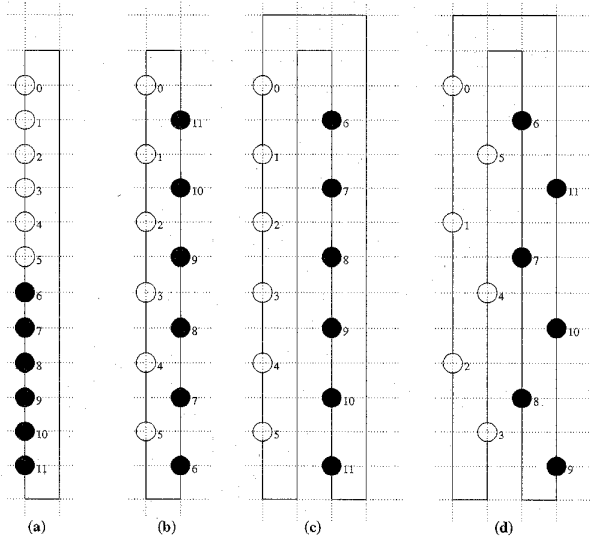 0 0 0 0
1 11 6 6
2 1 1 5
3 10 7 11
4 2 2 1
5 9 8 7
6 3 3 4
7 8 9 10
8 4 4 2
9 7 10 8
10 5 5 3
11 6 11 9
(a) (b) (c) (d)